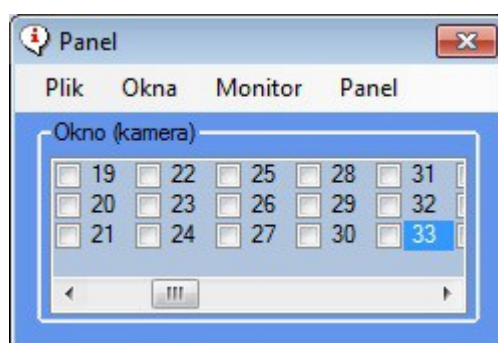 Panel
Plik Okna Monitor Panel
Okno (kamera)
19 22 25 28 31
20 23 26 29 32
21 24 27 30 33